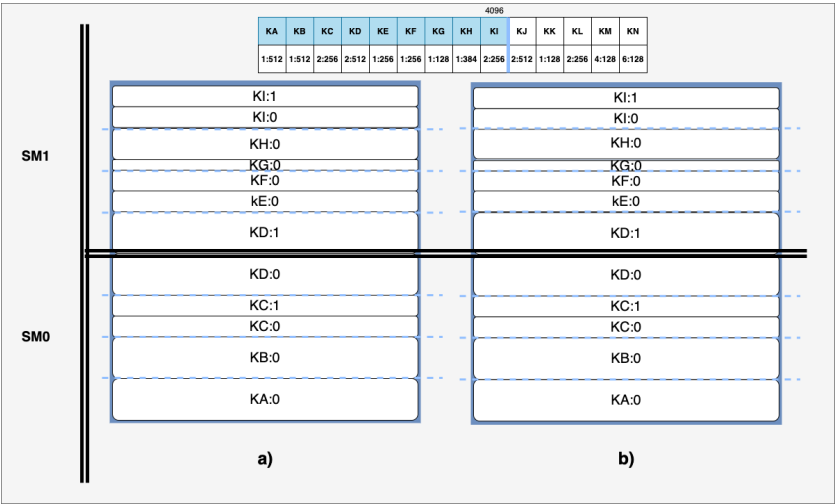 4096
KA KB KC KD KE KF KG KH KI KJ KK KL KM KN
1:512 1:512 2:256 2:512 1:256 1:256 1:128 1:384 2:256 2:512 1:128 2:256 4:128 6:128
KI:1 KI:1
KI:0 KI:0
KH:0 KH:0
SM1
KG:0 KG:0
KF:0 KF:0
kE:0 kE:0
KD:1 KD:1
KD:0 KD:0
KC:1 KC:1
KC:0 KC:0
SM0
KB:0 KB:0
KA:0 KA:0
a) b)